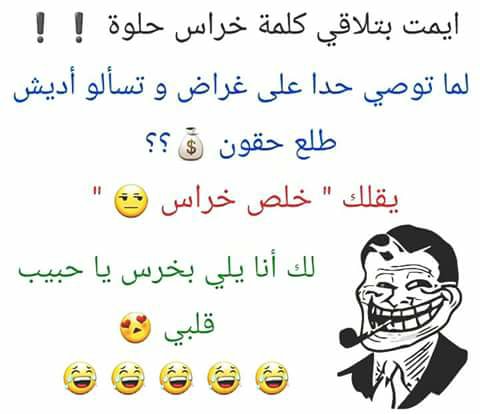 ايمت بتلاقي كلمة خراس حلوة ❗ ❗
لما توصي حدا على غراض و تسألو أديش
طلع حقون 💰؟؟
يقلك " خلص خراس 😒 "
لك أنا يلي بخرس يا حبيب
قلبي 😍
😂 😂 😂 😂 😂